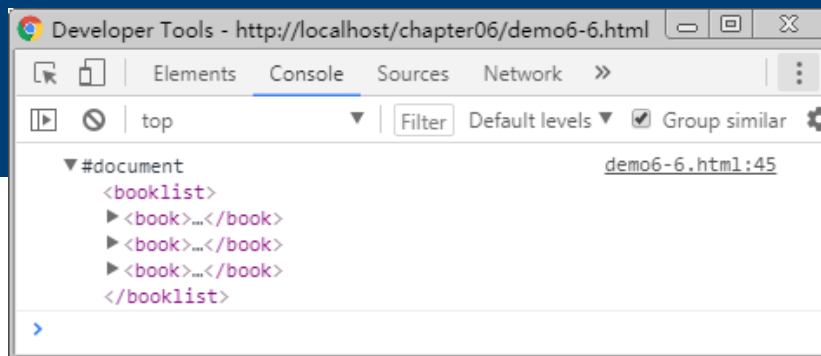 Developer Tools - http://localhost/chapter06/demo6-6.html
Elements Console Sources Network »
top ▼ Filter Default levels ▼ Group similar
▼#document demo6-6.html:45
<booklist>
▶<book>…</book>
▶<book>…</book>
▶<book>…</book>
</booklist>
>